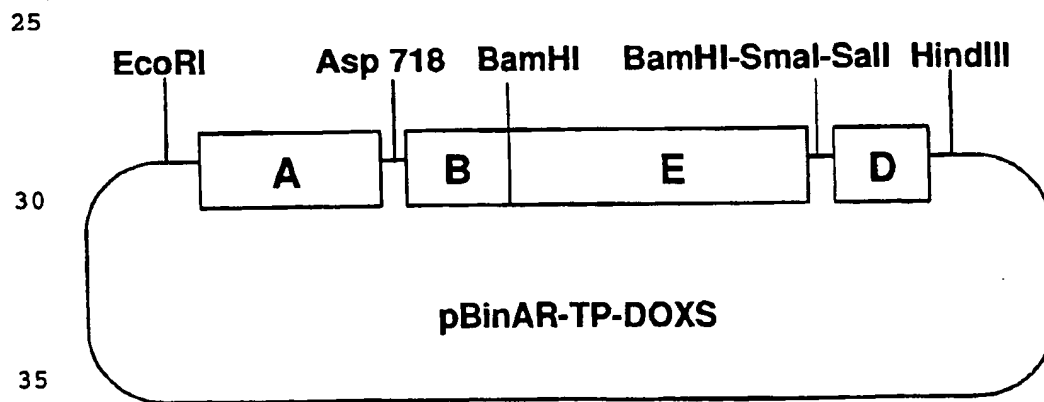 25
EcoRI Asp 718 BamHI BamHI-SmaI-SalI HindIII
A B E D
30
pBinAR-TP-DOXS
35